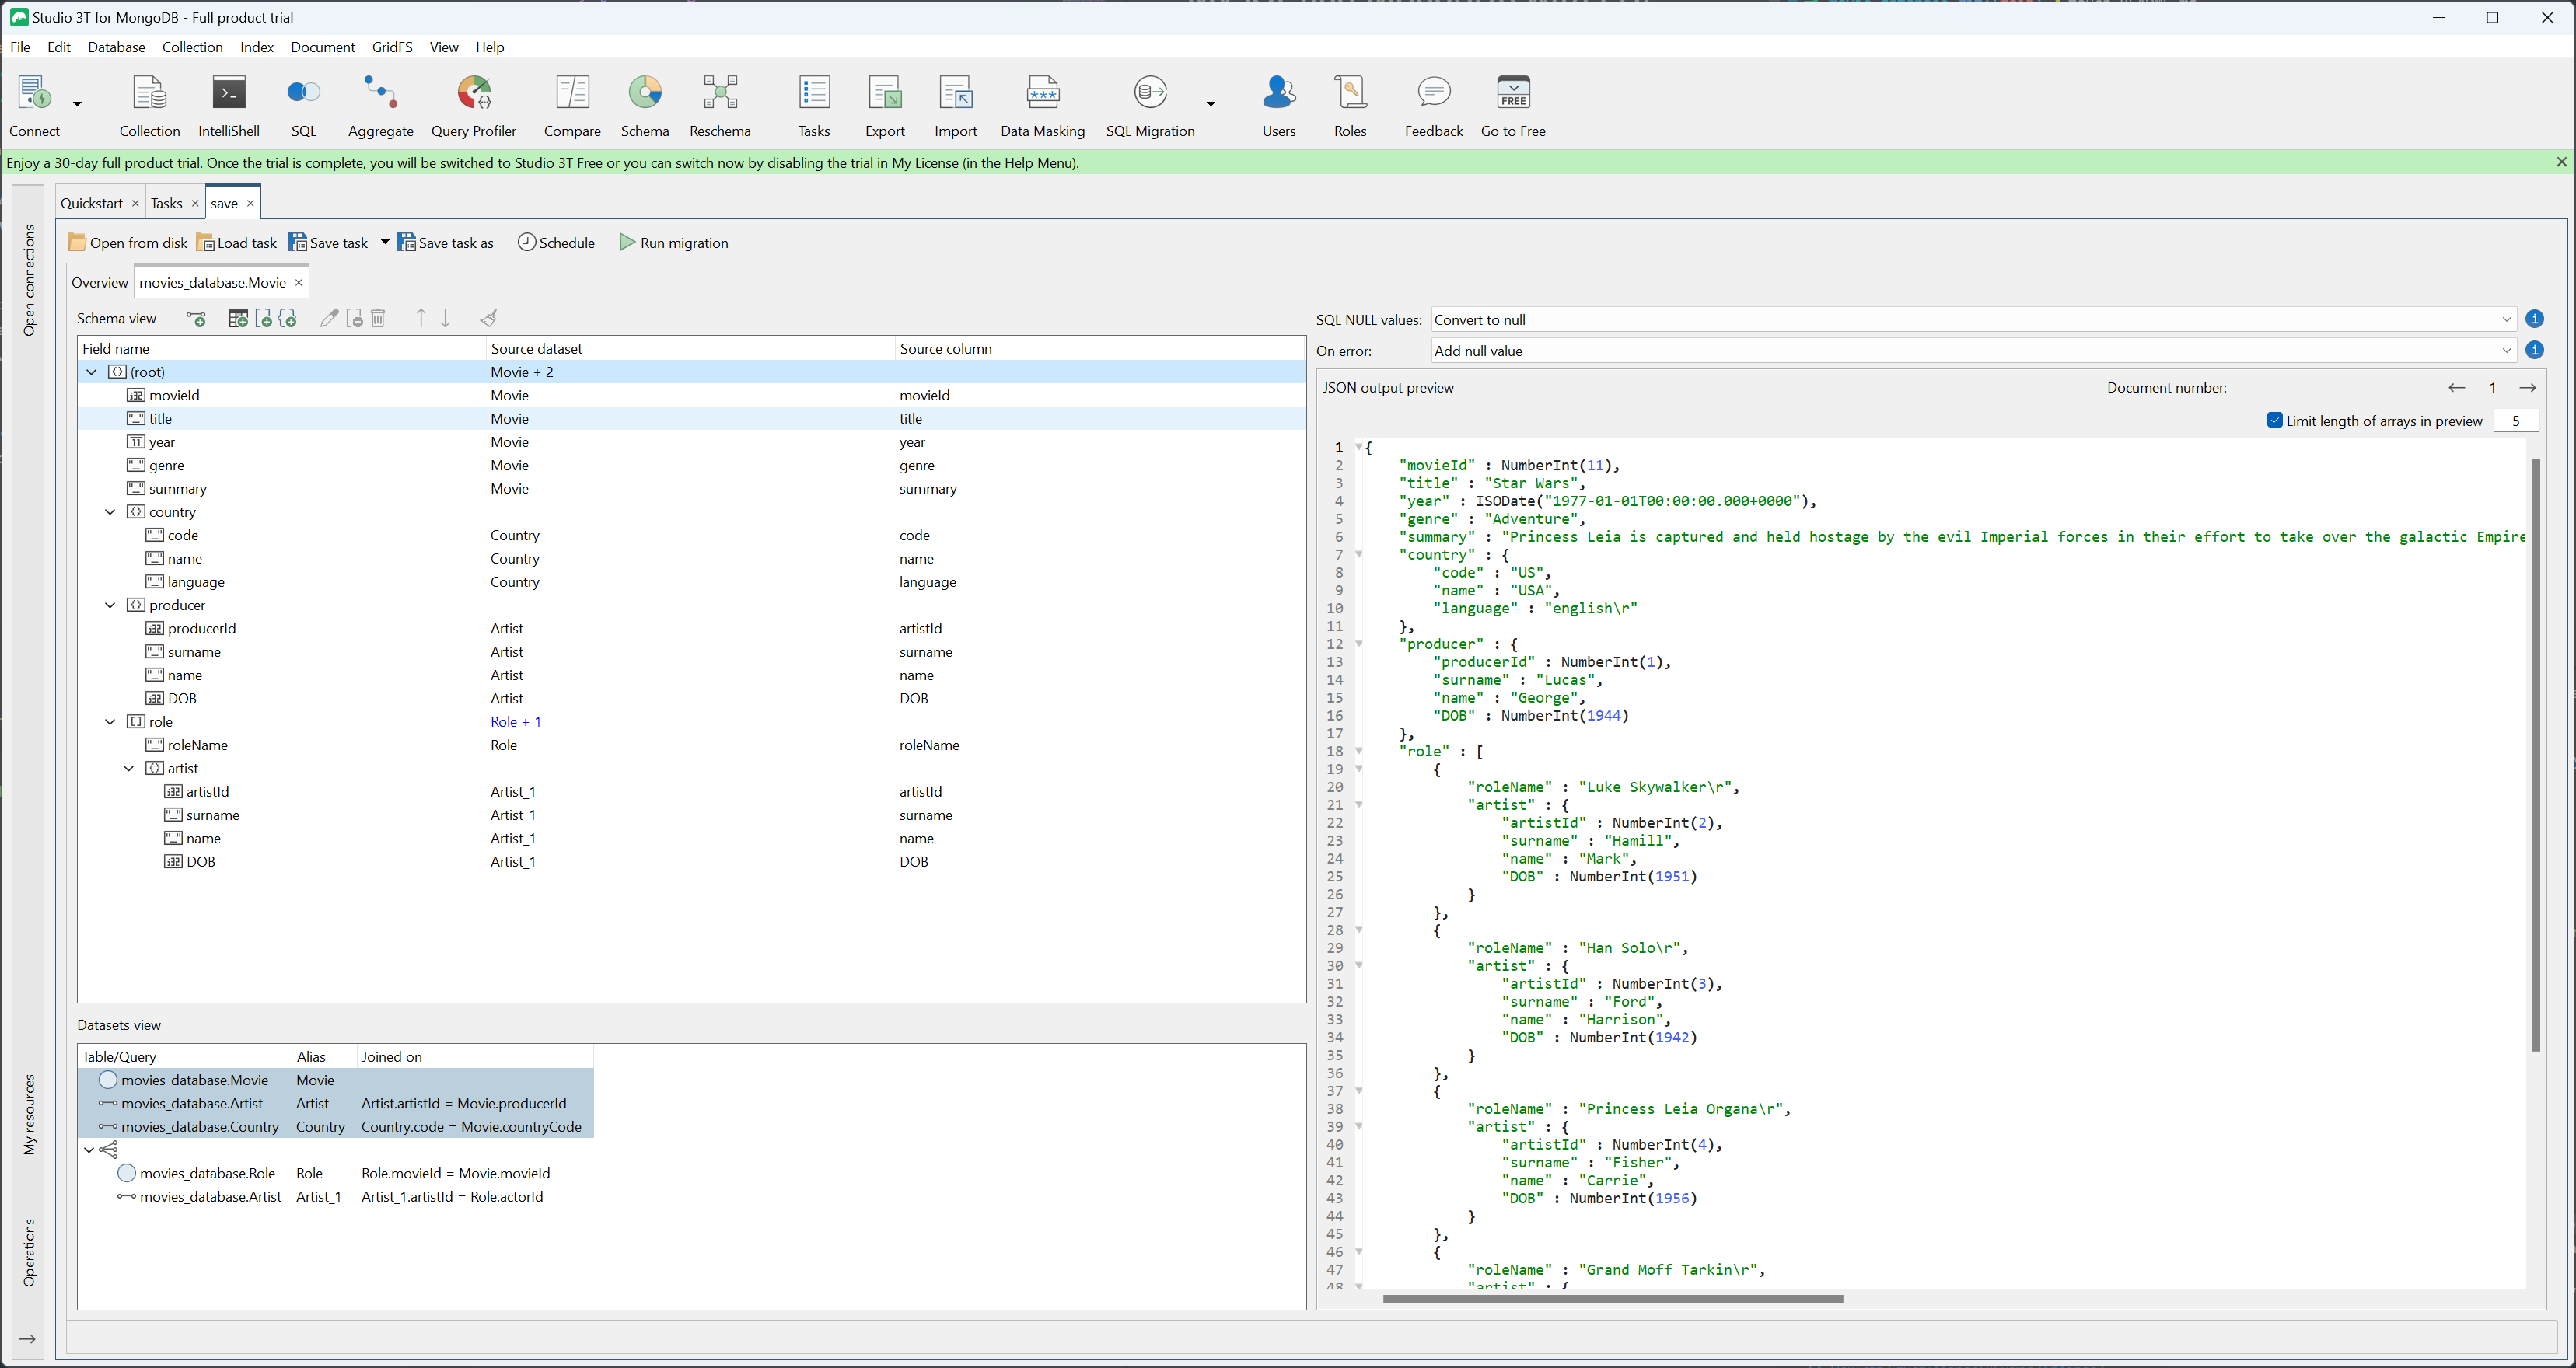 Studio 3T for MongoDB - Full product trial
File Edit Database Collection Index Document GridFS View Help
Connect Collection IntelliShell SQL Aggregate Query Profiler Compare Schema Reschema Tasks Export Import Data Masking SQL Migration Users Roles Feedback FREE Go to Free
Enjoy a 30-day full product trial. Once the trial is complete, you will be switched to Studio 3T Free or you can switch now by disabling the trial in My License (in the Help Menu).
Open connections
My resources
Operations
Quickstart Tasks save
Open from disk Load task Save task Save task as Schedule Run migration
Overview movies_database.Movie
Schema view
Field name Source dataset Source column
(root) Movie + 2
movieId Movie movieId
title Movie title
year Movie year
genre Movie genre
summary Movie summary
country
code Country code
name Country name
language Country language
producer
producerId Artist artistId
surname Artist surname
name Artist name
DOB Artist DOB
role Role + 1
roleName Role roleName
artist
artistId Artist_1 artistId
surname Artist_1 surname
name Artist_1 name
DOB Artist_1 DOB
Datasets view
Table/Query Alias Joined on
movies_database.Movie Movie
movies_database.Artist Artist Artist.artistId = Movie.producerId
movies_database.Country Country Country.code = Movie.countryCode
movies_database.Role Role Role.movieId = Movie.movieId
movies_database.Artist Artist_1 Artist_1.artistId = Role.actorId
SQL NULL values: Convert to null
On error: Add null value
JSON output preview Document number: 1
Limit length of arrays in preview 5
1 {
2 "movieId" : NumberInt(11),
3 "title" : "Star Wars",
4 "year" : ISODate("1977-01-01T00:00:00.000+0000"),
5 "genre" : "Adventure",
6 "summary" : "Princess Leia is captured and held hostage by the evil Imperial forces in their effort to take over the galactic Empire
7 "country" : {
8 "code" : "US",
9 "name" : "USA",
10 "language" : "english\r"
11 },
12 "producer" : {
13 "producerId" : NumberInt(1),
14 "surname" : "Lucas",
15 "name" : "George",
16 "DOB" : NumberInt(1944)
17 },
18 "role" : [
19 {
20 "roleName" : "Luke Skywalker\r",
21 "artist" : {
22 "artistId" : NumberInt(2),
23 "surname" : "Hamill",
24 "name" : "Mark",
25 "DOB" : NumberInt(1951)
26 }
27 },
28 {
29 "roleName" : "Han Solo\r",
30 "artist" : {
31 "artistId" : NumberInt(3),
32 "surname" : "Ford",
33 "name" : "Harrison",
34 "DOB" : NumberInt(1942)
35 }
36 },
37 {
38 "roleName" : "Princess Leia Organa\r",
39 "artist" : {
40 "artistId" : NumberInt(4),
41 "surname" : "Fisher",
42 "name" : "Carrie",
43 "DOB" : NumberInt(1956)
44 }
45 },
46 {
47 "roleName" : "Grand Moff Tarkin\r",
48 "artist" : {